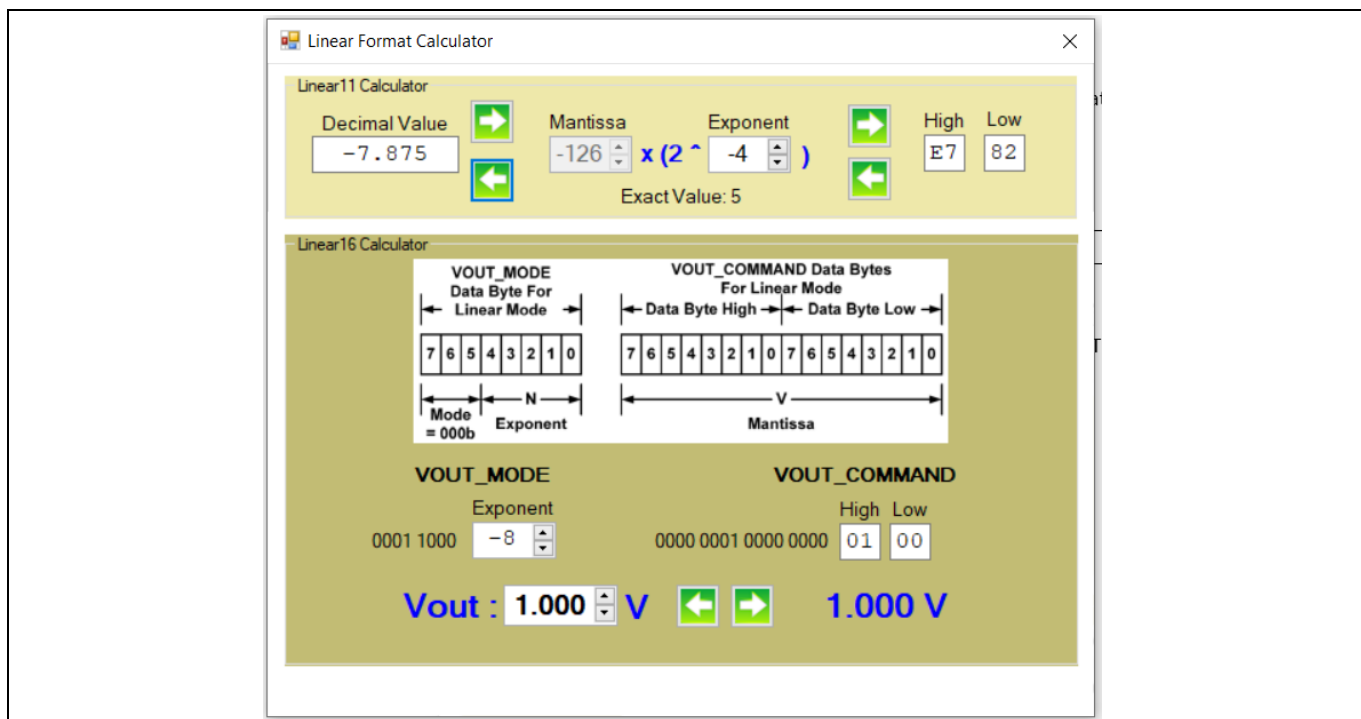 Linear Format Calculator
Linear11 Calculator
Decimal Value Mantissa Exponent High Low
-7.875 -126 x (2 ^ -4 ) E7 82
Exact Value: 5
Linear16 Calculator
VOUT_MODE
Data Byte For
Linear Mode
VOUT_COMMAND Data Bytes
For Linear Mode
Data Byte High Data Byte Low
7 6 5 4 3 2 1 0 7 6 5 4 3 2 1 0 7 6 5 4 3 2 1 0
N V
Mode
= 000b
Exponent Mantissa
VOUT_MODE VOUT_COMMAND
Exponent High Low
0001 1000 -8 0000 0001 0000 0000 01 00
Vout : 1.000 V 1.000 V